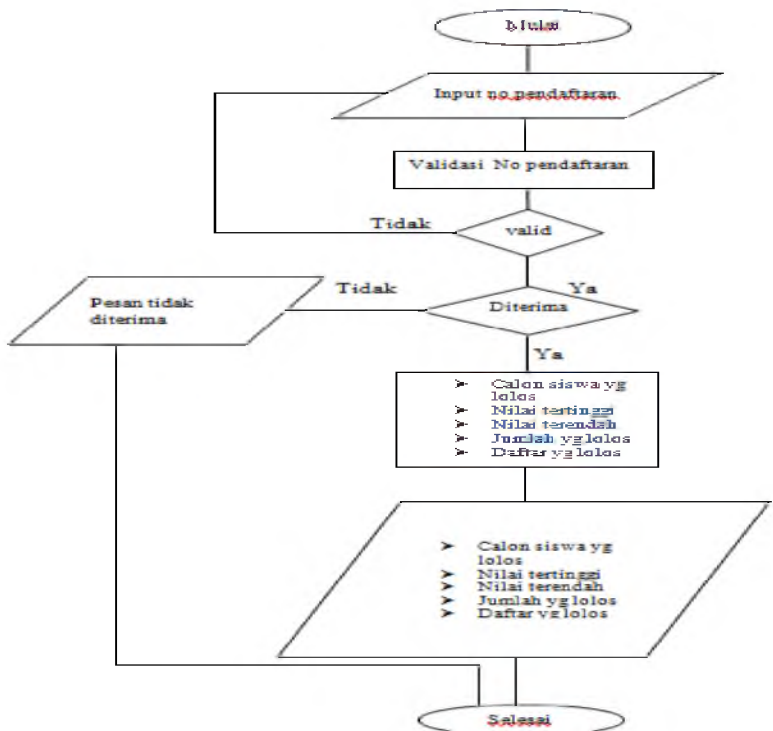 Mulai
Input no pendaftaran
Validasi No pendaftaran
Tidak
valid
Tidak
Ya
Pesan tidak
diterima
Diterima
Ya
➤ Calon siswa yg
lolos
➤ Nilai tertinggi
➤ Nilai terendah
➤ Jumlah yg lolos
➤ Daftar yg lolos
➤ Calon siswa yg
lolos
➤ Nilai tertinggi
➤ Nilai terendah
➤ Jumlah yg lolos
➤ Daftar yg lolos
Selesai